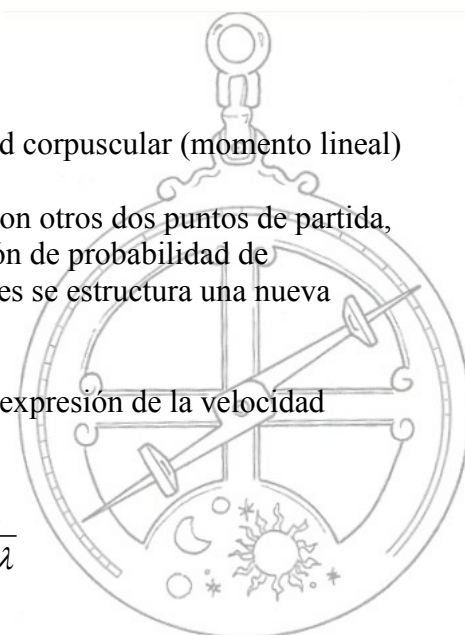 d corpuscular (momento lineal)
on otros dos puntos de partida,
ón de probabilidad de
es se estructura una nueva
expresión de la velocidad
λ